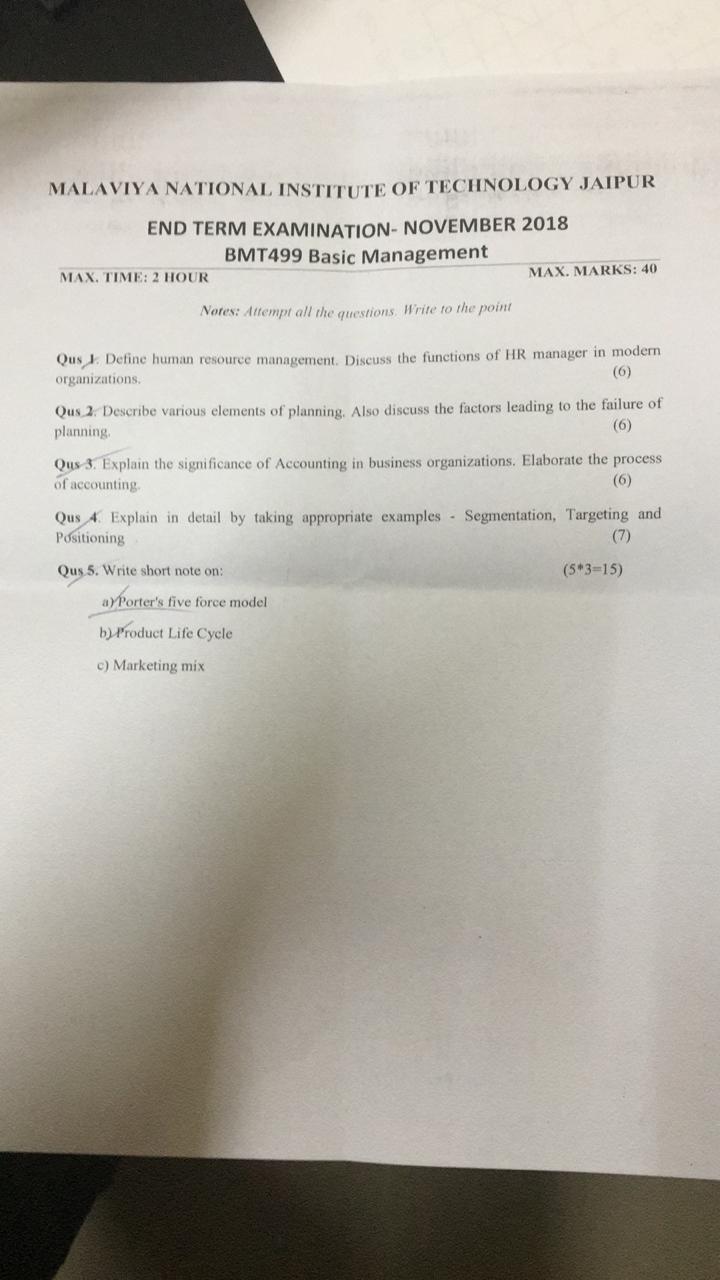 MALAVIYA NATIONAL INSTITUTE OF TECHNOLOGY JAIPUR
END TERM EXAMINATION- NOVEMBER 2018
BMT499 Basic Management
MAX. TIME: 2 HOUR MAX. MARKS: 40
Notes: Attempt all the questions. Write to the point
Qus 1. Define human resource management. Discuss the functions of HR manager in modern
organizations. (6)
Qus 2. Describe various elements of planning. Also discuss the factors leading to the failure of
planning. (6)
Qus 3. Explain the significance of Accounting in business organizations. Elaborate the process
of accounting. (6)
Qus 4. Explain in detail by taking appropriate examples - Segmentation, Targeting and
Positioning (7)
Qus 5. Write short note on: (5*3=15)
a) Porter's five force model
b) Product Life Cycle
c) Marketing mix